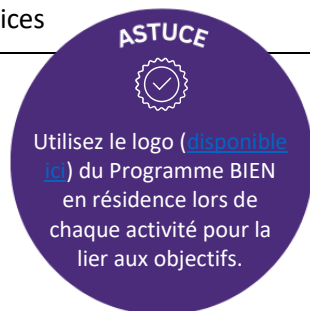 ices
ASTUCE
Utilisez le logo (disponible
ici) du Programme BIEN
en résidence lors de
chaque activité pour la
lier aux objectifs.